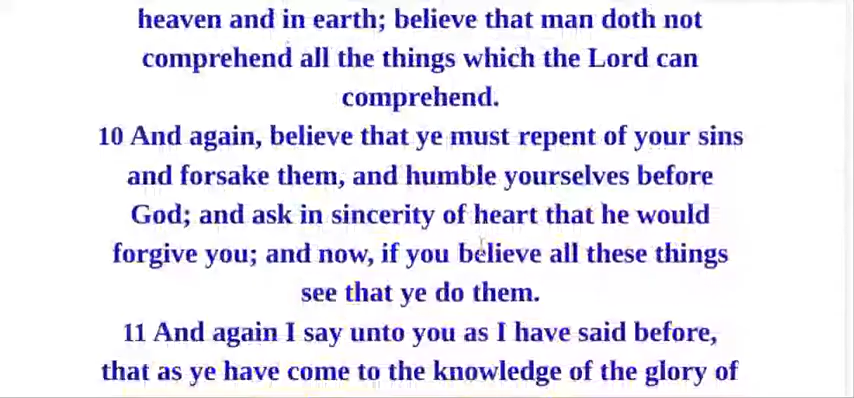 heaven and in earth; believe that man doth not
comprehend all the things which the Lord can
comprehend.
10 And again, believe that ye must repent of your sins
and forsake them, and humble yourselves before
God; and ask in sincerity of heart that he would
forgive you; and now, if you believe all these things
see that ye do them.
11 And again I say unto you as I have said before,
that as ye have come to the knowledge of the glory of